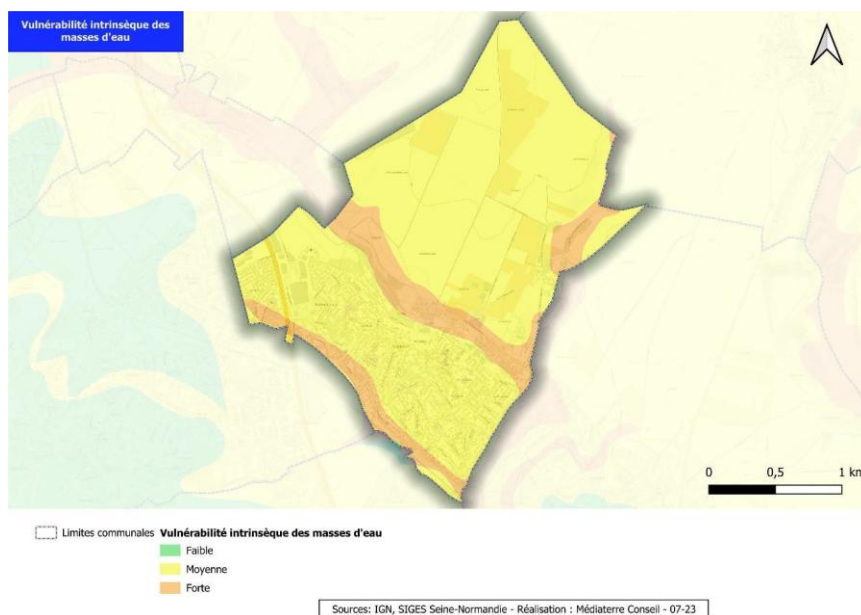 Vulnérabilité intrinsèque des
masses d'eau
0 0,5 1 km
Limites communales Vulnérabilité intrinsèque des masses d'eau
Faible
Moyenne
Forte
Sources: IGN, SIGES Seine-Normandie - Réalisation : Médiaterre Conseil - 07-23